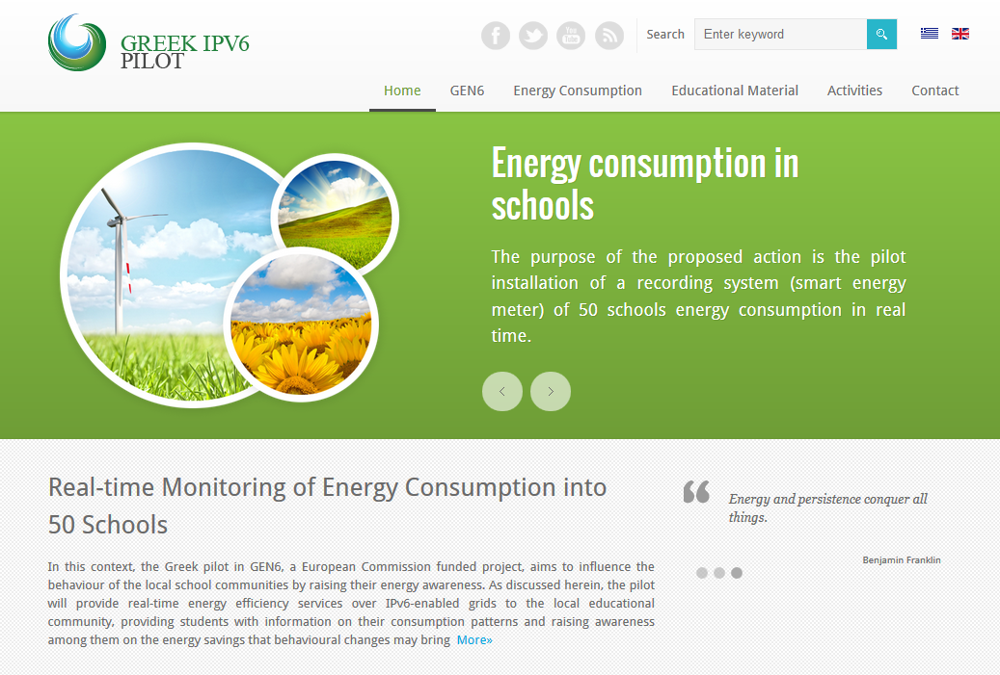 GREEK IPV6
PILOT
You
Tube
Search
Enter keyword
Home
GEN6
Energy Consumption
Educational Material
Activities
Contact
Energy consumption in
schools
The purpose of the proposed action is the pilot
installation of a recording system (smart energy
meter) of 50 schools energy consumption in real
time.
Real-time Monitoring of Energy Consumption into
50 Schools
In this context, the Greek pilot in GEN6, a European Commission funded project, aims to influence the
behaviour of the local school communities by raising their energy awareness. As discussed herein, the pilot
will provide real-time energy efficiency services over IPv6-enabled grids to the local educational
community, providing students with information on their consumption patterns and raising awareness
among them on the energy savings that behavioural changes may bring More»
Energy and persistence conquer all
things.
Benjamin Franklin